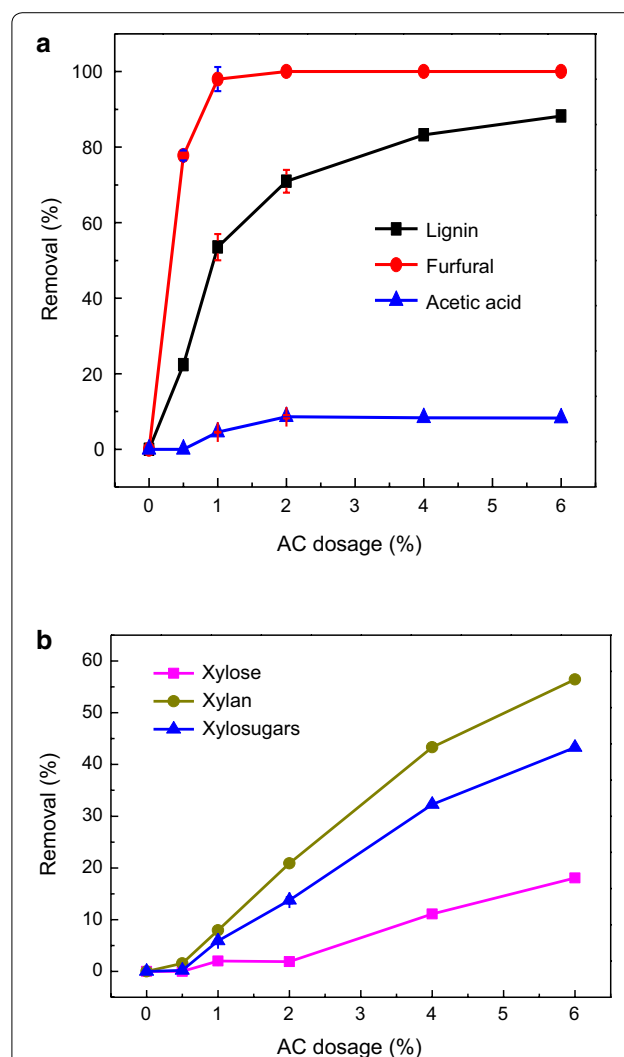 a
100
80
60
40
20
0
Removal (%)
Lignin
Furfural
Acetic acid
0 1 2 3 4 5 6
AC dosage (%)
b
60
50
40
30
20
10
0
Removal (%)
Xylose
Xylan
Xylosugars
0 1 2 3 4 5 6
AC dosage (%)